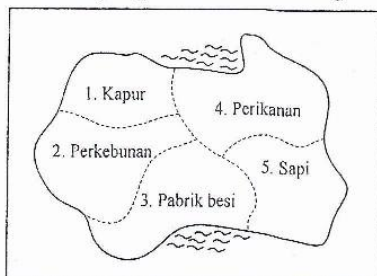 1. Kapur
4. Perikanan
2. Perkebunan
5. Sapi
3. Pabrik besi